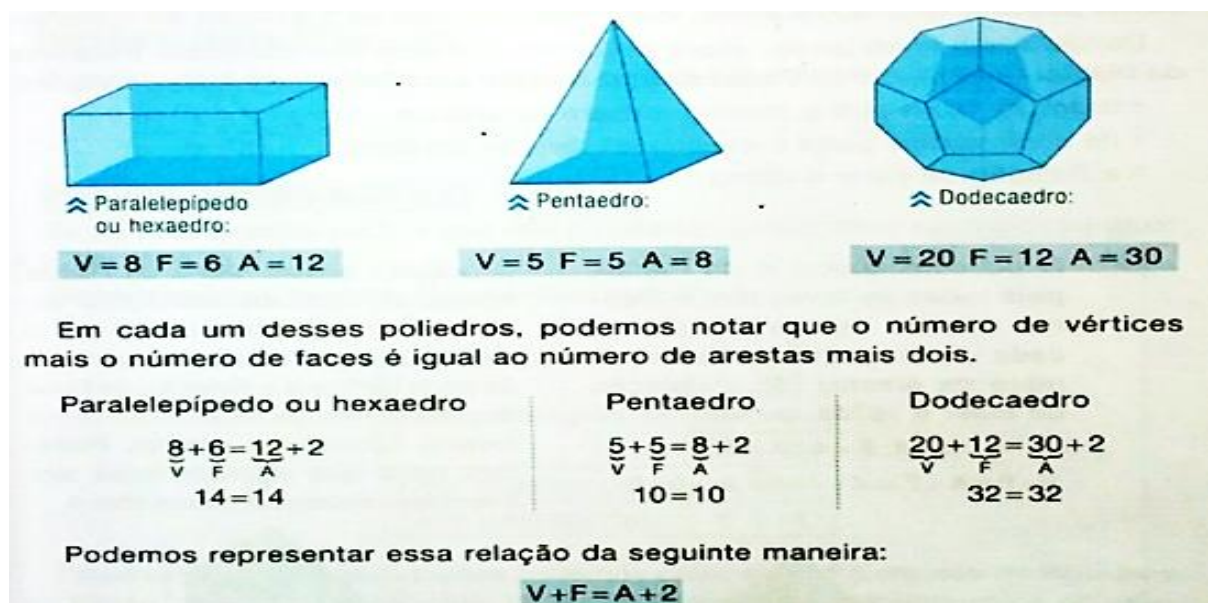 Paralelepípedo
ou hexaedro:
V=8 F=6 A=12
Pentaedro:
V=5 F=5 A=8
Dodecaedro:
V=20 F=12 A=30
Em cada um desses poliedros, podemos notar que o número de vértices
mais o número de faces é igual ao número de arestas mais dois.
Paralelepípedo ou hexaedro
8+6=12+2
V F A
14=14
Pentaedro
5+5=8+2
V F A
10=10
Dodecaedro
20+12=30+2
V F A
32=32
Podemos representar essa relação da seguinte maneira:
V+F=A+2